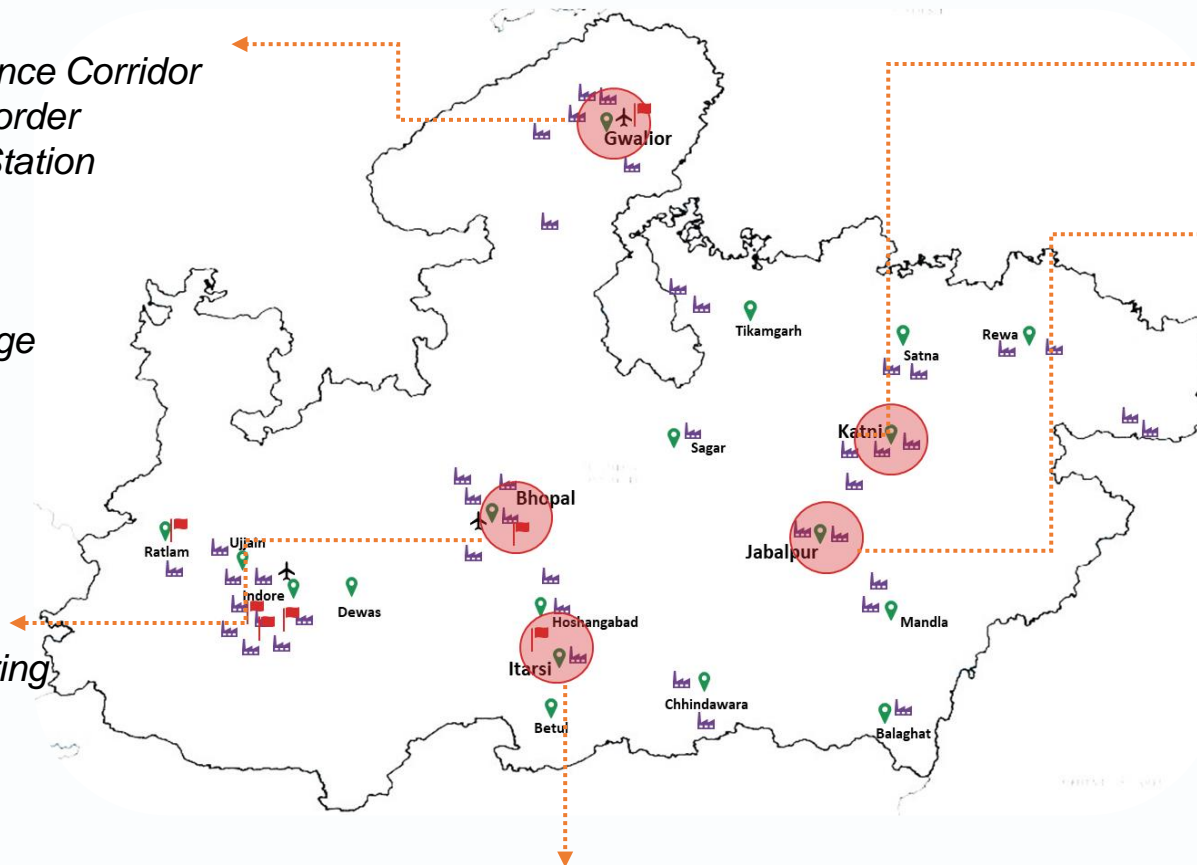 nce Corridor
order
Station
ge
ring
Gwalior
Tikamgarh
Satna
Rewa
Katni
Sagar
Bhopal
Jabalpur
Ratlam
Ujjain
Indore
Dewas
Hoshangabad
Mandla
Itarsi
Chhindawara
Betul
Balaghat